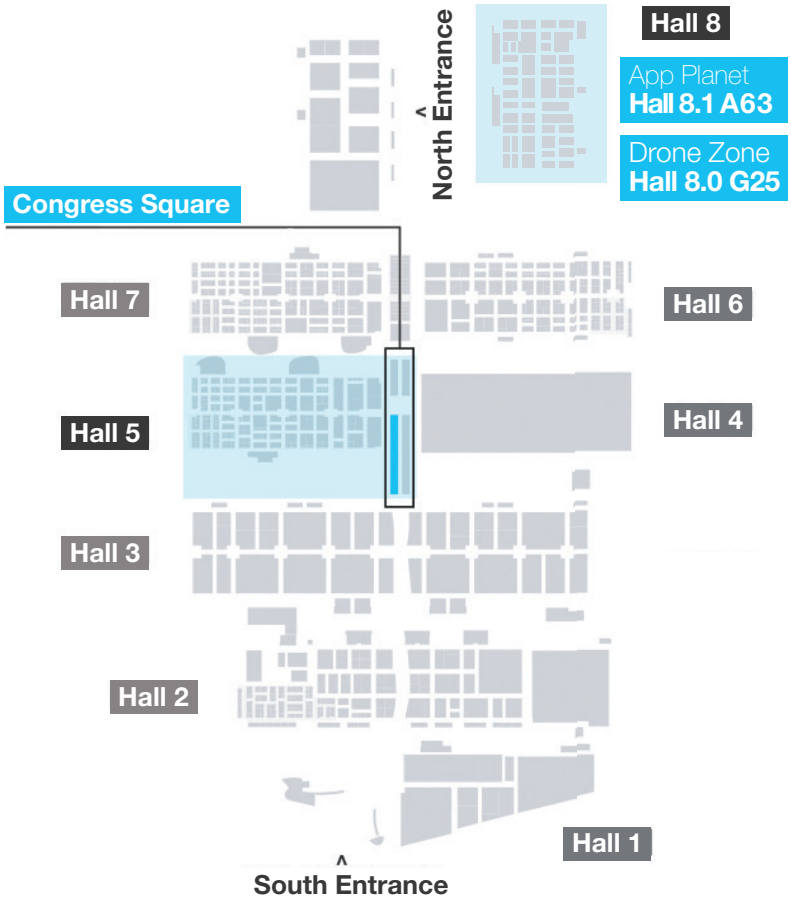 Hall 8
App Planet
Hall 8.1 A63
Drone Zone
Hall 8.0 G25
North Entrance
Congress Square
Hall 7
Hall 6
Hall 5
Hall 4
Hall 3
Hall 2
Hall 1
South Entrance